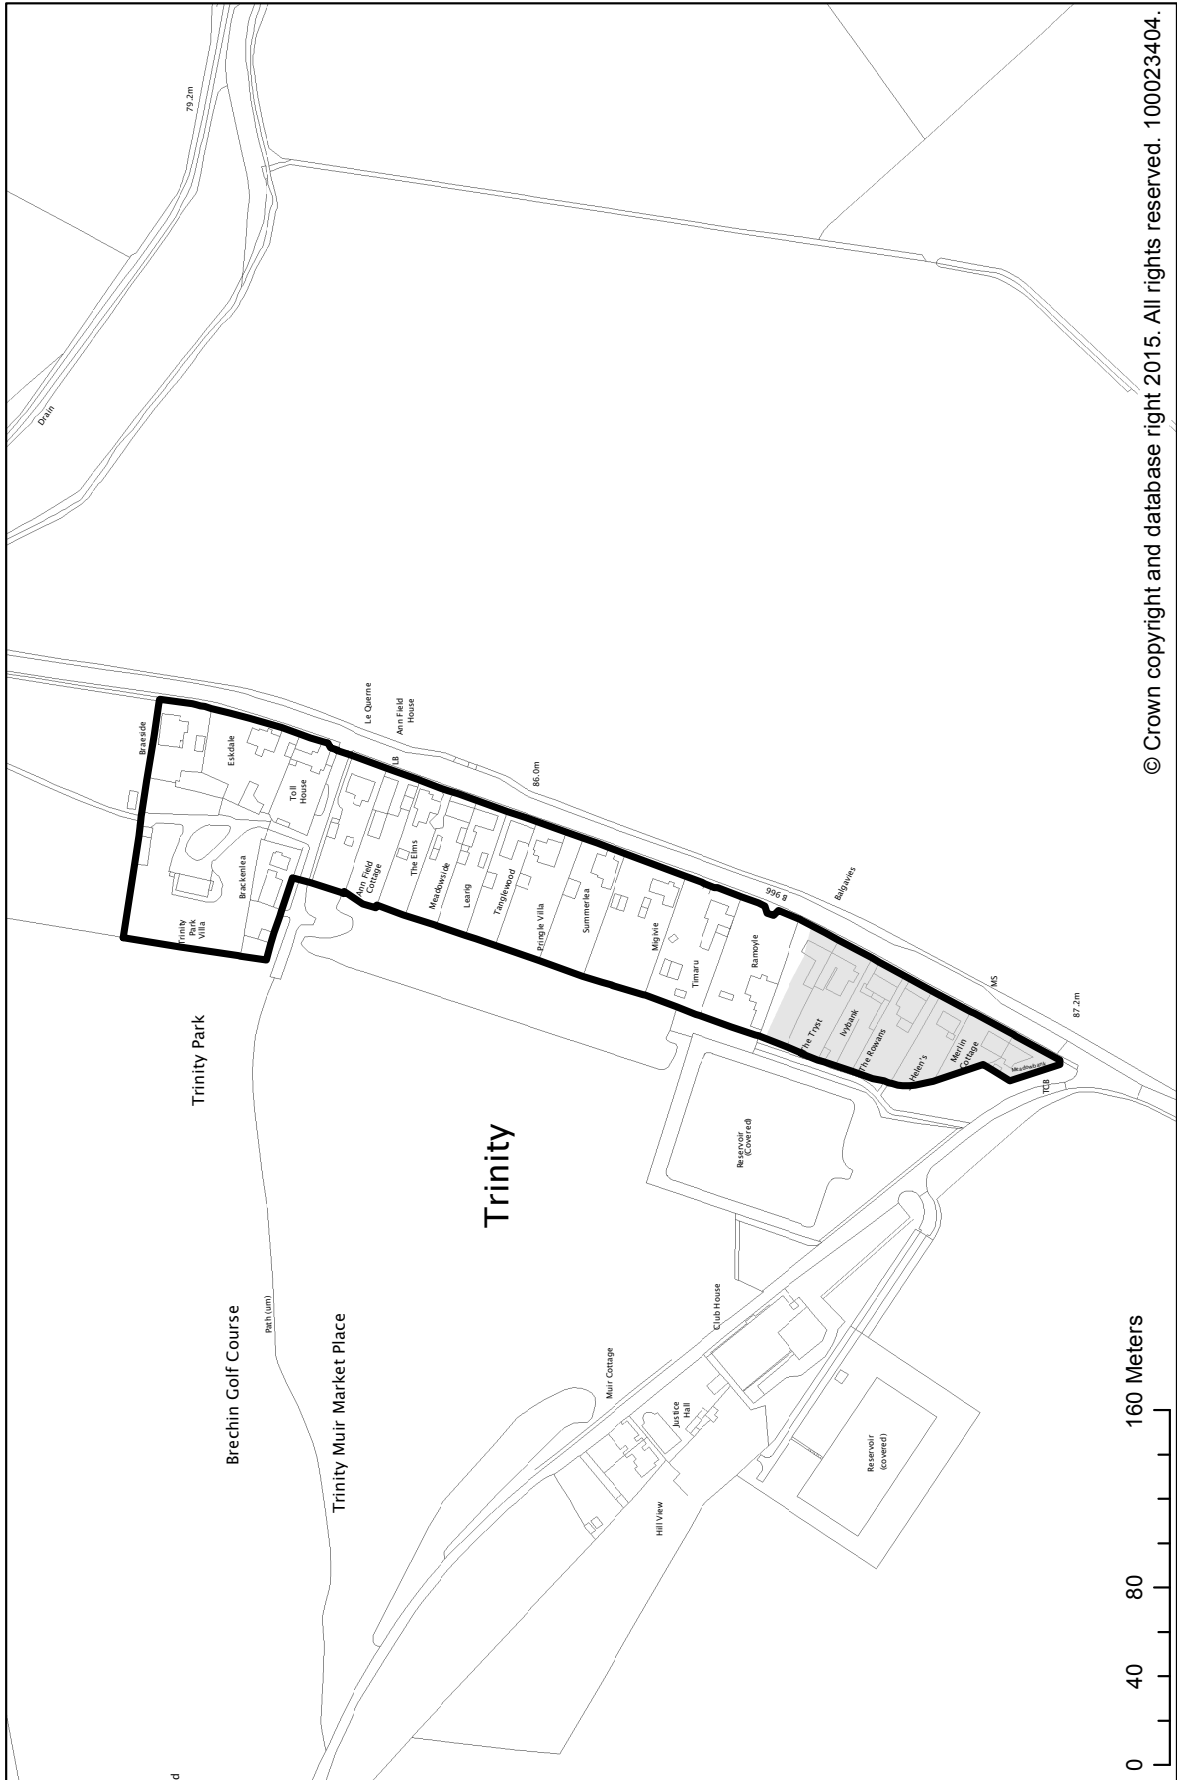 79.2m
Drain
Braeside
Eskdale
Toll
House
Trinity
Park
Villa
Brackenlea
Le Querne
Ann Field
House
LB
86.0m
Ann Field
Cottage
The Elms
Meadowside
Learig
Tanglewood
Pringle Villa
Summerlea
Migivie
Timaru
Ramoyle
B 966
Balgavies
The Tryst
Ivybank
The Rowans
Helen's
Merlin
Cottage
Meadowbank
MS
87.2m
TCB
Trinity Park
Trinity
Reservoir
(Covered)
Brechin Golf Course
Path (um)
Trinity Muir Market Place
Club House
Muir Cottage
Justice
Hall
Hill View
Reservoir
(covered)
d
0 40 80 160 Meters
© Crown copyright and database right 2015. All rights reserved. 100023404.